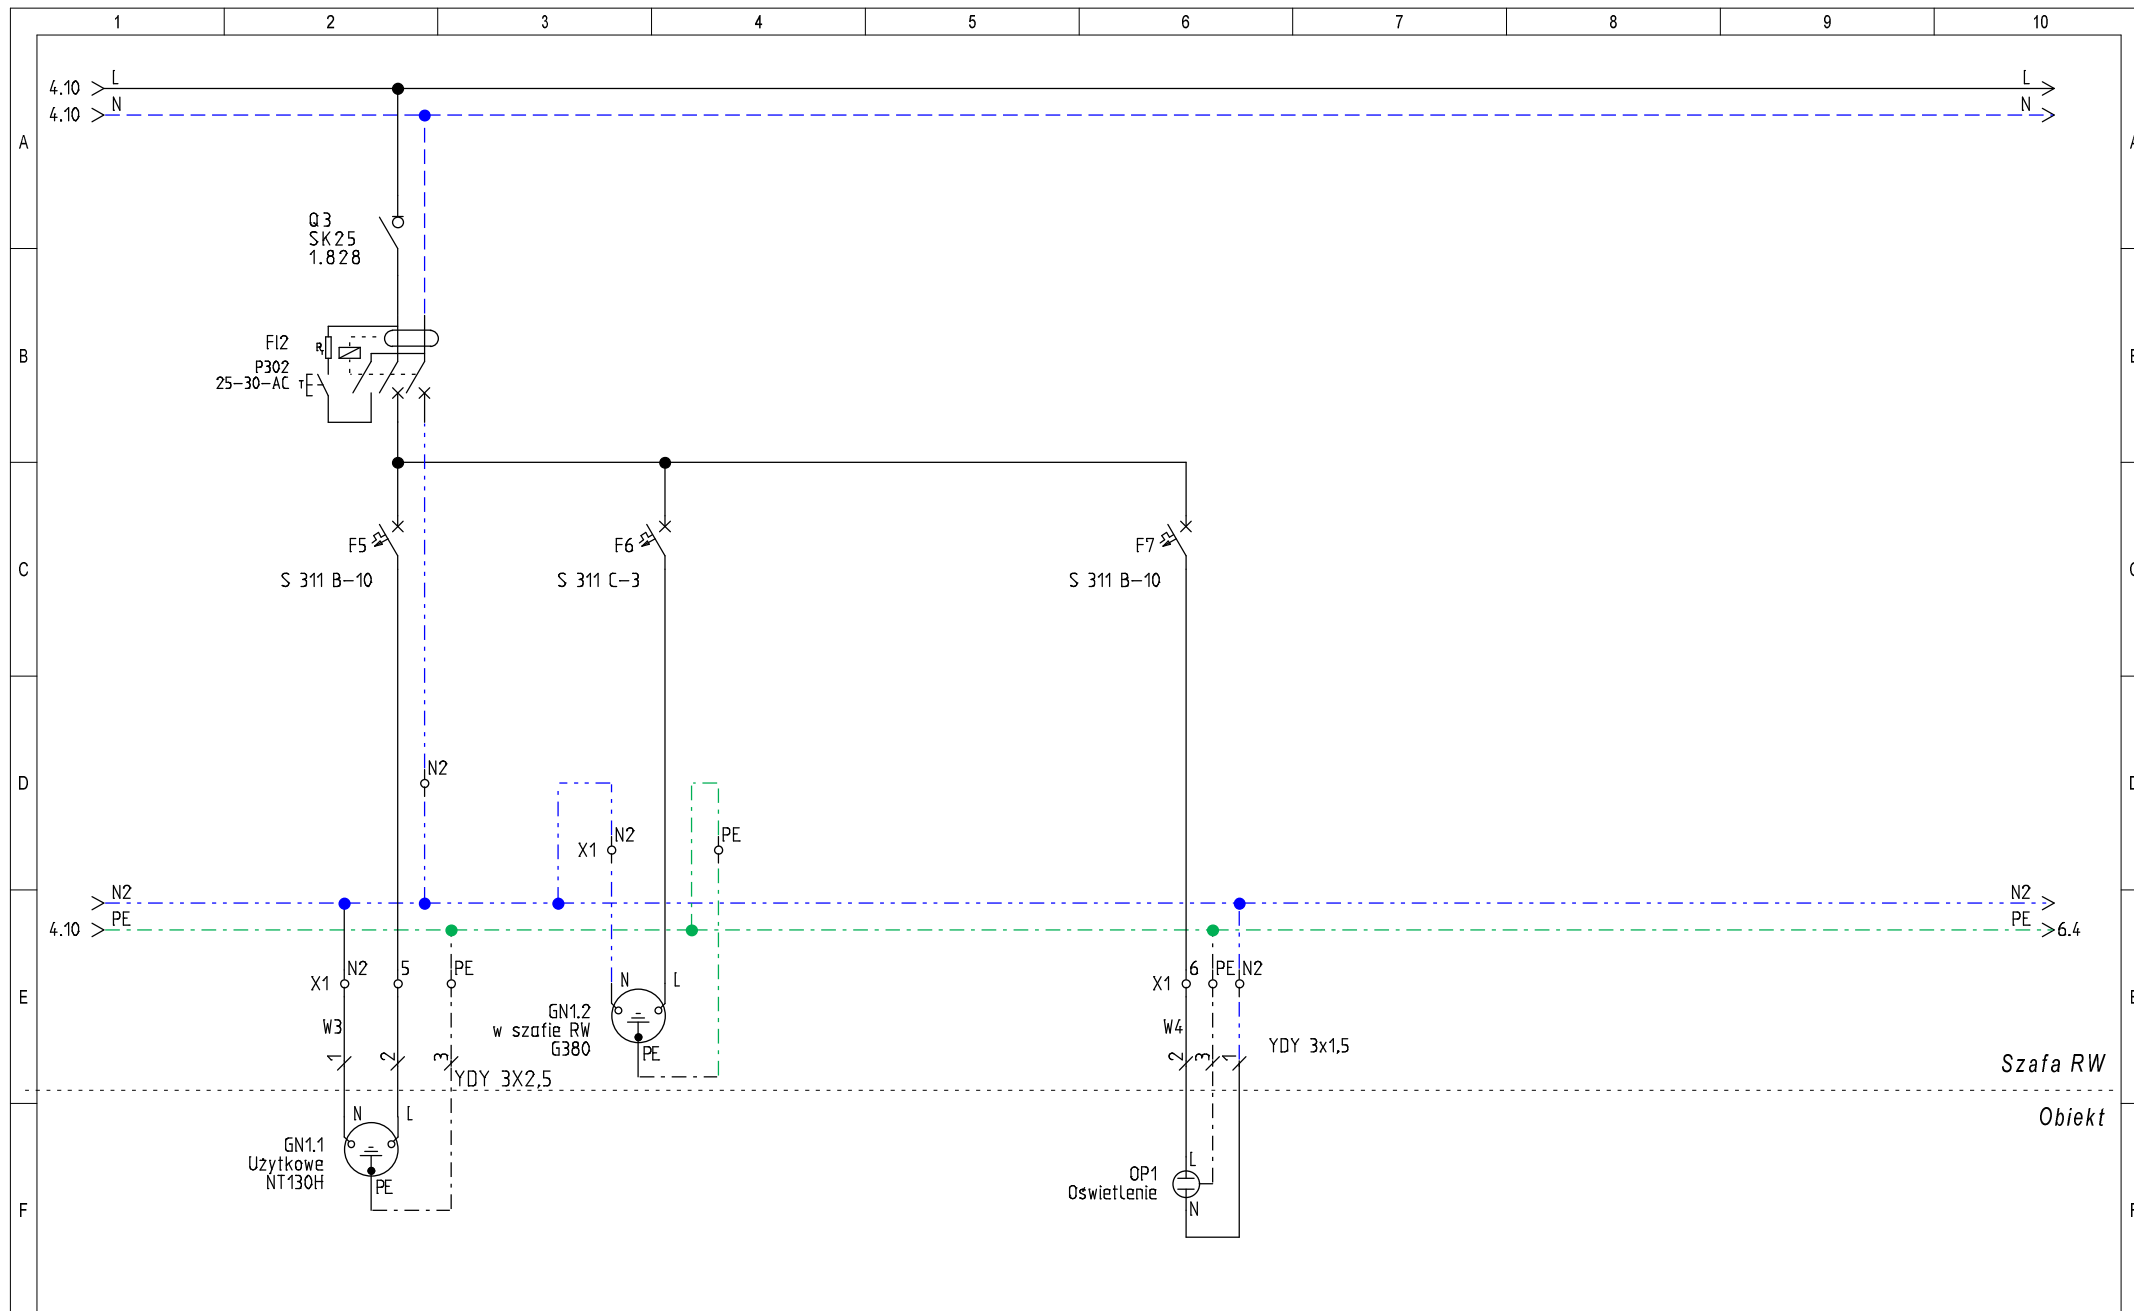 1 2 3 4 5 6 7 8 9 10
4.10 L L
4.10 N N
A
Q3
SK25
1.828
B
FI2
R
P302
25-30-AC T
C
F5 F6 F7
S 311 B-10 S 311 C-3 S 311 B-10
D
N2
X1 N2 PE
N2 N2
4.10 PE PE 6.4
E
X1 N2 5 PE
N L
X1 6 PE N2
GN1.2
w szafie RW
G380
PE
W3
1 2 3
YDY 3X2,5
W4
2 3 1
YDY 3x1,5
Szafa RW
Obiekt
F
N L
GN1.1
Użytkowe
NT130H
PE
L
OP1
Oświetlenie
N